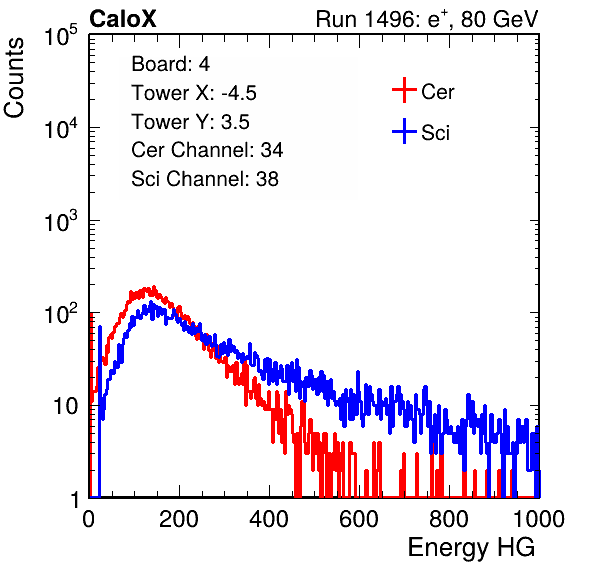 CaloX Run 1496: e⁺, 80 GeV
Counts
10⁵
10⁴
10³
10²
10
1
Board: 4
Tower X: -4.5
Tower Y: 3.5
Cer Channel: 34
Sci Channel: 38
Cer
Sci
0 200 400 600 800 1000
Energy HG